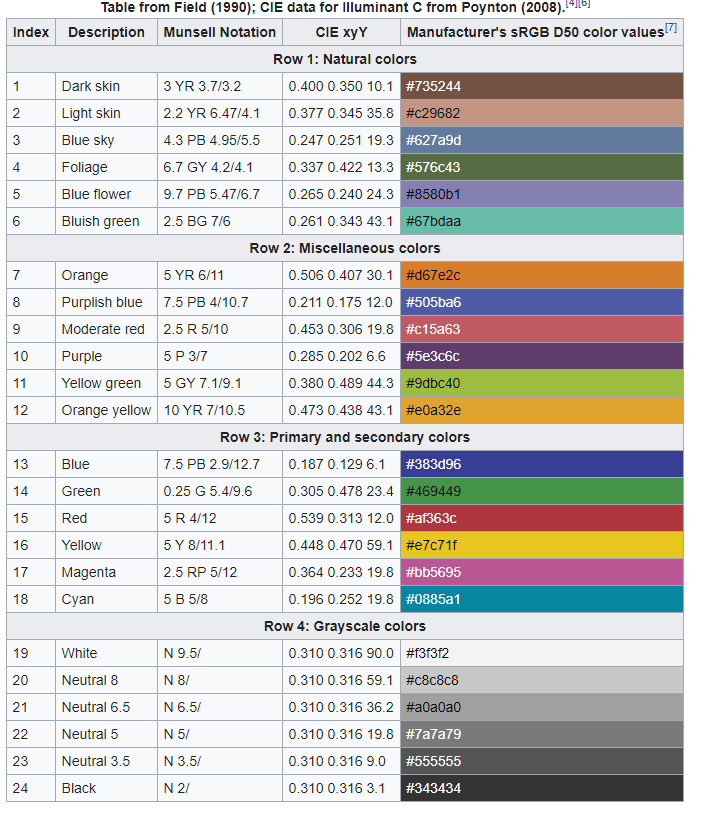 Table from Field (1990); CIE data for Illuminant C from Poynton (2008).[4][6]
Index Description Munsell Notation CIE xyY Manufacturer's sRGB D50 color values[7]
Row 1: Natural colors
1 Dark skin 3 YR 3.7/3.2 0.400 0.350 10.1 #735244
2 Light skin 2.2 YR 6.47/4.1 0.377 0.345 35.8 #c29682
3 Blue sky 4.3 PB 4.95/5.5 0.247 0.251 19.3 #627a9d
4 Foliage 6.7 GY 4.2/4.1 0.337 0.422 13.3 #576c43
5 Blue flower 9.7 PB 5.47/6.7 0.265 0.240 24.3 #8580b1
6 Bluish green 2.5 BG 7/6 0.261 0.343 43.1 #67bdaa
Row 2: Miscellaneous colors
7 Orange 5 YR 6/11 0.506 0.407 30.1 #d67e2c
8 Purplish blue 7.5 PB 4/10.7 0.211 0.175 12.0 #505ba6
9 Moderate red 2.5 R 5/10 0.453 0.306 19.8 #c15a63
10 Purple 5 P 3/7 0.285 0.202 6.6 #5e3c6c
11 Yellow green 5 GY 7.1/9.1 0.380 0.489 44.3 #9dbc40
12 Orange yellow 10 YR 7/10.5 0.473 0.438 43.1 #e0a32e
Row 3: Primary and secondary colors
13 Blue 7.5 PB 2.9/12.7 0.187 0.129 6.1 #383d96
14 Green 0.25 G 5.4/9.6 0.305 0.478 23.4 #469449
15 Red 5 R 4/12 0.539 0.313 12.0 #af363c
16 Yellow 5 Y 8/11.1 0.448 0.470 59.1 #e7c71f
17 Magenta 2.5 RP 5/12 0.364 0.233 19.8 #bb5695
18 Cyan 5 B 5/8 0.196 0.252 19.8 #0885a1
Row 4: Grayscale colors
19 White N 9.5/ 0.310 0.316 90.0 #f3f3f2
20 Neutral 8 N 8/ 0.310 0.316 59.1 #c8c8c8
21 Neutral 6.5 N 6.5/ 0.310 0.316 36.2 #a0a0a0
22 Neutral 5 N 5/ 0.310 0.316 19.8 #7a7a79
23 Neutral 3.5 N 3.5/ 0.310 0.316 9.0 #555555
24 Black N 2/ 0.310 0.316 3.1 #343434